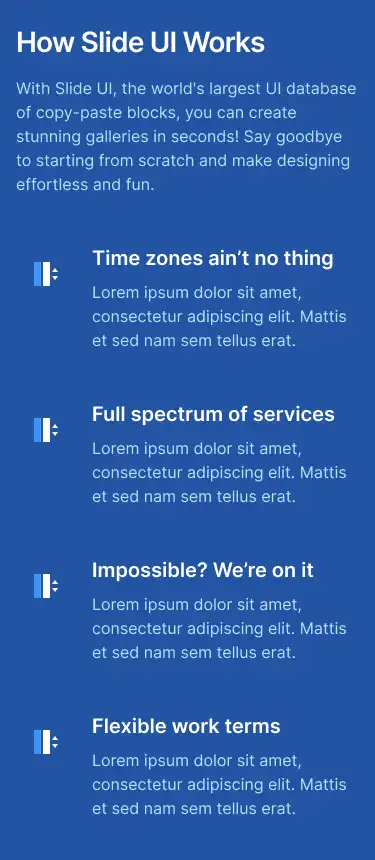 How Slide UI Works
With Slide UI, the world's largest UI database
of copy-paste blocks, you can create
stunning galleries in seconds! Say goodbye
to starting from scratch and make designing
effortless and fun.
Time zones ain’t no thing
Lorem ipsum dolor sit amet,
consectetur adipiscing elit. Mattis
et sed nam sem tellus erat.
Full spectrum of services
Lorem ipsum dolor sit amet,
consectetur adipiscing elit. Mattis
et sed nam sem tellus erat.
Impossible? We’re on it
Lorem ipsum dolor sit amet,
consectetur adipiscing elit. Mattis
et sed nam sem tellus erat.
Flexible work terms
Lorem ipsum dolor sit amet,
consectetur adipiscing elit. Mattis
et sed nam sem tellus erat.